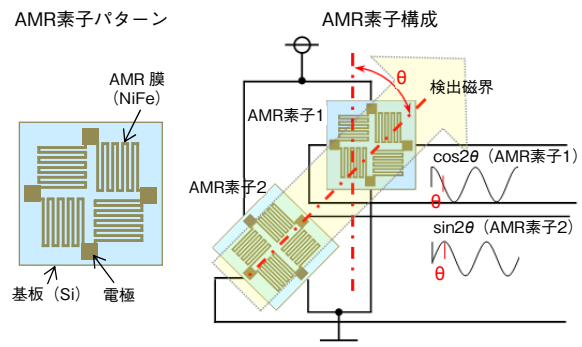 AMR素子パターン
AMR 膜
(NiFe)
基板(Si)
電極
AMR素子構成
θ
検出磁界
AMR素子1
AMR素子2
cos2θ(AMR素子1)
θ
sin2θ(AMR素子2)
θ